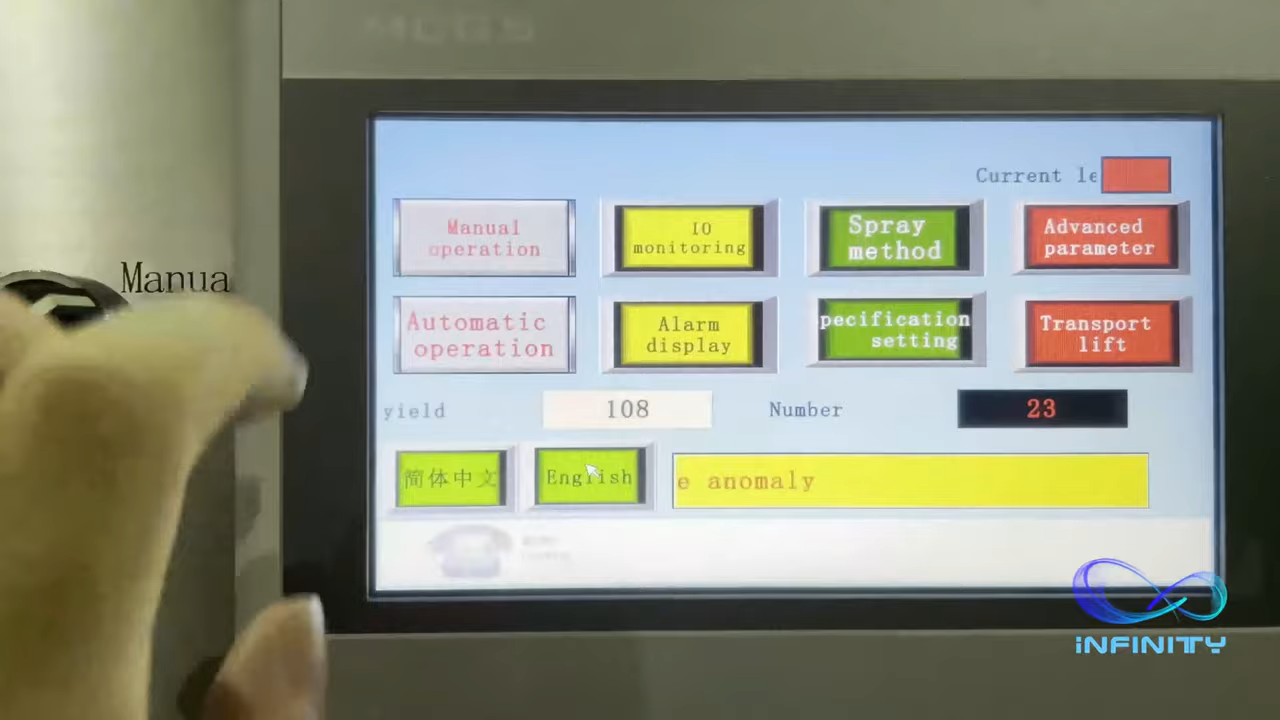 MCGS
Current le
Manual
operation
IO
monitoring
Spray
method
Advanced
parameter
Manua
Automatic
operation
Alarm
display
pecification
setting
Transport
lift
yield
108
Number
23
简体中文
English
e anomaly
INFINITY